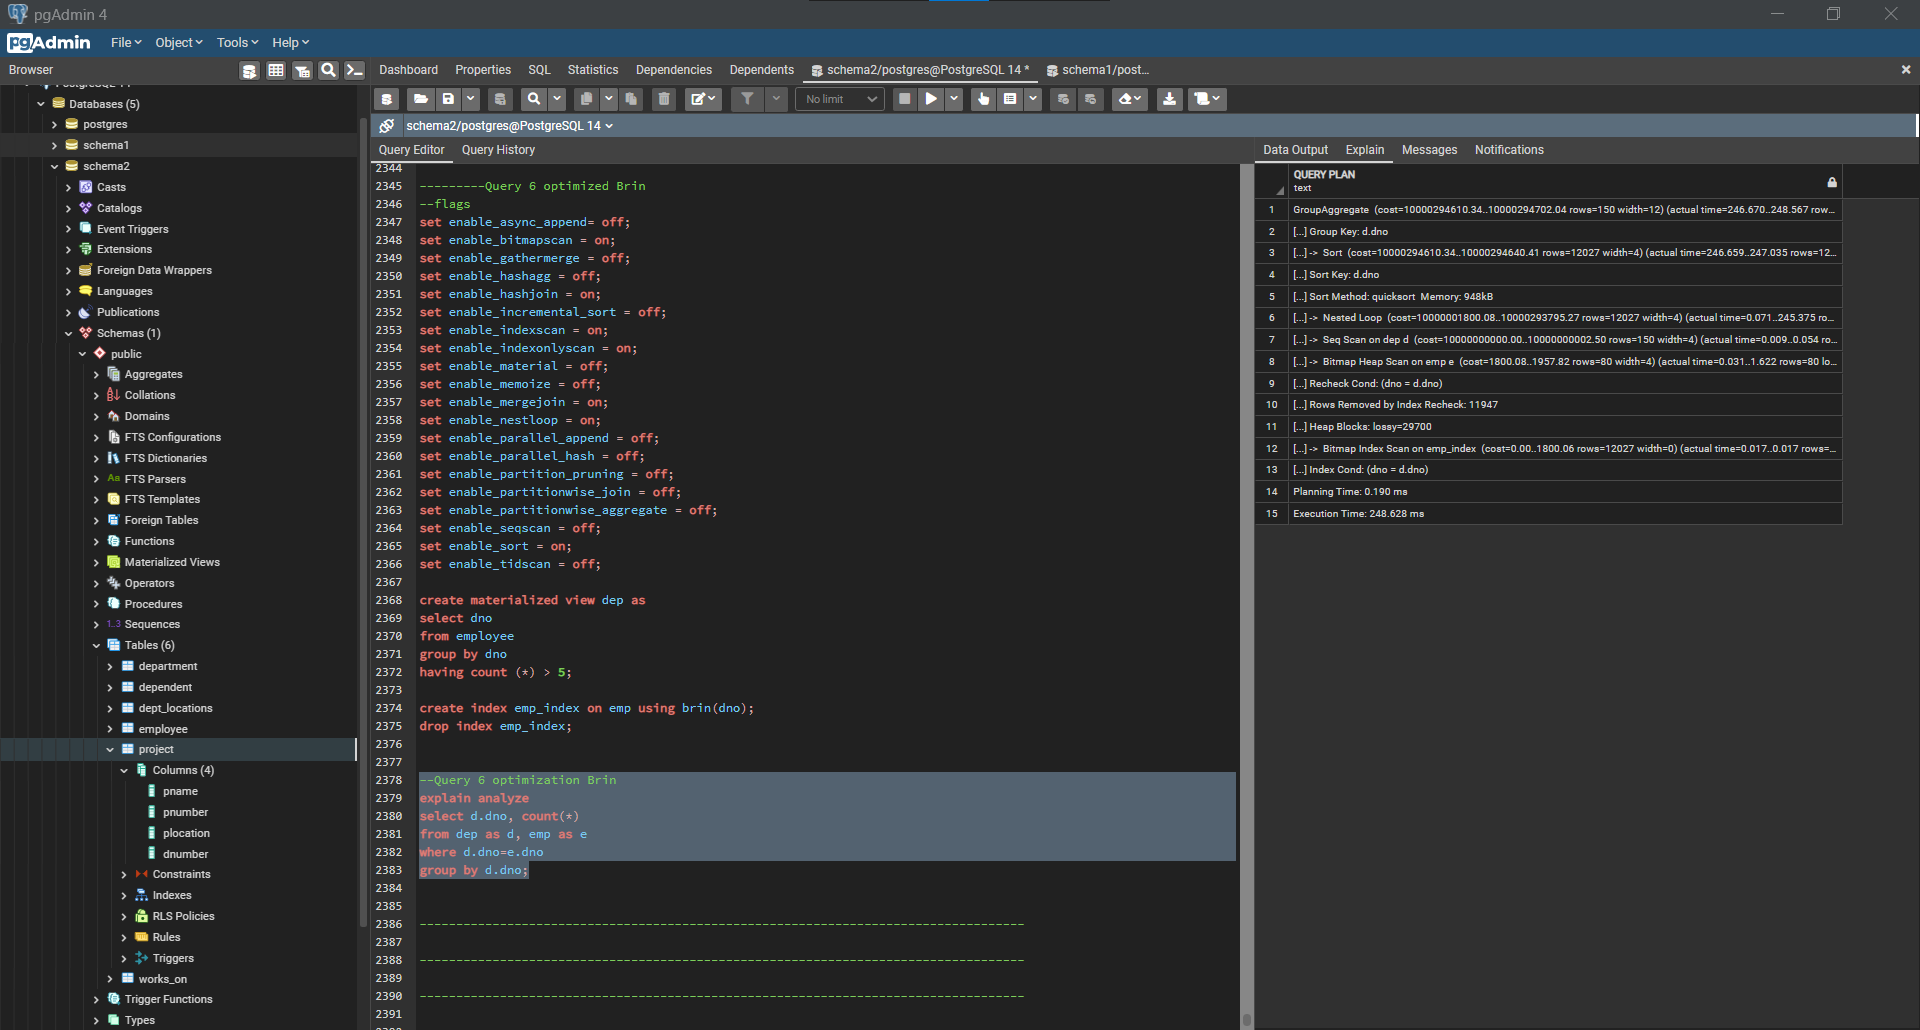 pgAdmin 4
pgAdmin
File
Object
Tools
Help
Browser
Dashboard
Properties
SQL
Statistics
Dependencies
Dependents
schema2/postgres@PostgreSQL 14 *
schema1/post...
No limit
schema2/postgres@PostgreSQL 14
Databases (5)
postgres
schema1
schema2
Casts
Catalogs
Event Triggers
Extensions
Foreign Data Wrappers
Languages
Publications
Schemas (1)
public
Aggregates
Collations
Domains
FTS Configurations
FTS Dictionaries
FTS Parsers
FTS Templates
Foreign Tables
Functions
Materialized Views
Operators
Procedures
1..3 Sequences
Tables (6)
department
dependent
dept_locations
employee
project
Columns (4)
pname
pnumber
plocation
dnumber
Constraints
Indexes
RLS Policies
Rules
Triggers
works_on
Trigger Functions
Types
Query Editor
Query History
2344
2345 ---------Query 6 optimized Brin
2346 --flags
2347 set enable_async_append= off;
2348 set enable_bitmapscan = on;
2349 set enable_gathermerge = off;
2350 set enable_hashagg = off;
2351 set enable_hashjoin = on;
2352 set enable_incremental_sort = off;
2353 set enable_indexscan = on;
2354 set enable_indexonlyscan = on;
2355 set enable_material = off;
2356 set enable_memoize = off;
2357 set enable_mergejoin = on;
2358 set enable_nestloop = on;
2359 set enable_parallel_append = off;
2360 set enable_parallel_hash = off;
2361 set enable_partition_pruning = off;
2362 set enable_partitionwise_join = off;
2363 set enable_partitionwise_aggregate = off;
2364 set enable_seqscan = off;
2365 set enable_sort = on;
2366 set enable_tidscan = off;
2367
2368 create materialized view dep as
2369 select dno
2370 from employee
2371 group by dno
2372 having count (*) > 5;
2373
2374 create index emp_index on emp using brin(dno);
2375 drop index emp_index;
2376
2377
2378 --Query 6 optimization Brin
2379 explain analyze
2380 select d.dno, count(*)
2381 from dep as d, emp as e
2382 where d.dno=e.dno
2383 group by d.dno;
2384
2385
2386 -----------------------------------------------------------------------------------
2387
2388 -----------------------------------------------------------------------------------
2389
2390 -----------------------------------------------------------------------------------
2391
Data Output
Explain
Messages
Notifications
QUERY PLAN
text
1 GroupAggregate (cost=10000294610.34..10000294702.04 rows=150 width=12) (actual time=246.670..248.567 row...
2 [...] Group Key: d.dno
3 [...] -> Sort (cost=10000294610.34..10000294640.41 rows=12027 width=4) (actual time=246.659..247.035 rows=12...
4 [...] Sort Key: d.dno
5 [...] Sort Method: quicksort Memory: 948kB
6 [...] -> Nested Loop (cost=10000001800.08..10000293795.27 rows=12027 width=4) (actual time=0.071..245.375 ro...
7 [...] -> Seq Scan on dep d (cost=10000000000.00..10000000002.50 rows=150 width=4) (actual time=0.009..0.054 ro...
8 [...] -> Bitmap Heap Scan on emp e (cost=1800.08..1957.82 rows=80 width=4) (actual time=0.031..1.622 rows=80 lo...
9 [...] Recheck Cond: (dno = d.dno)
10 [...] Rows Removed by Index Recheck: 11947
11 [...] Heap Blocks: lossy=29700
12 [...] -> Bitmap Index Scan on emp_index (cost=0.00..1800.06 rows=12027 width=0) (actual time=0.017..0.017 rows=...
13 [...] Index Cond: (dno = d.dno)
14 Planning Time: 0.190 ms
15 Execution Time: 248.628 ms